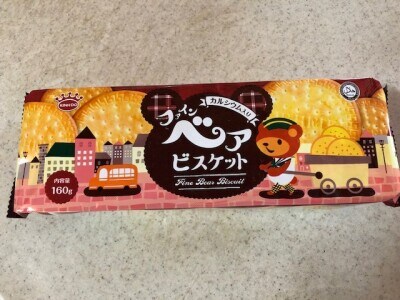 カルシウム入り
ファイン
ベア
ビスケット
Fine Bear Biscuit
内容量
160g